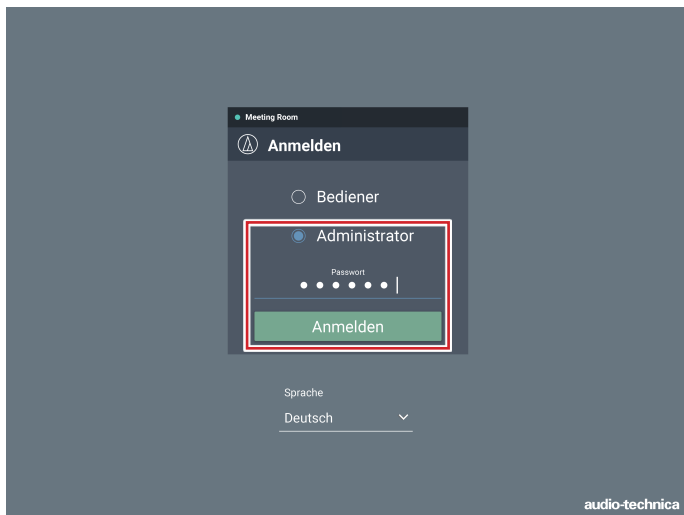 Meeting Room
Anmelden
Bediener
Administrator
Passwort
Anmelden
Sprache
Deutsch
audio-technica